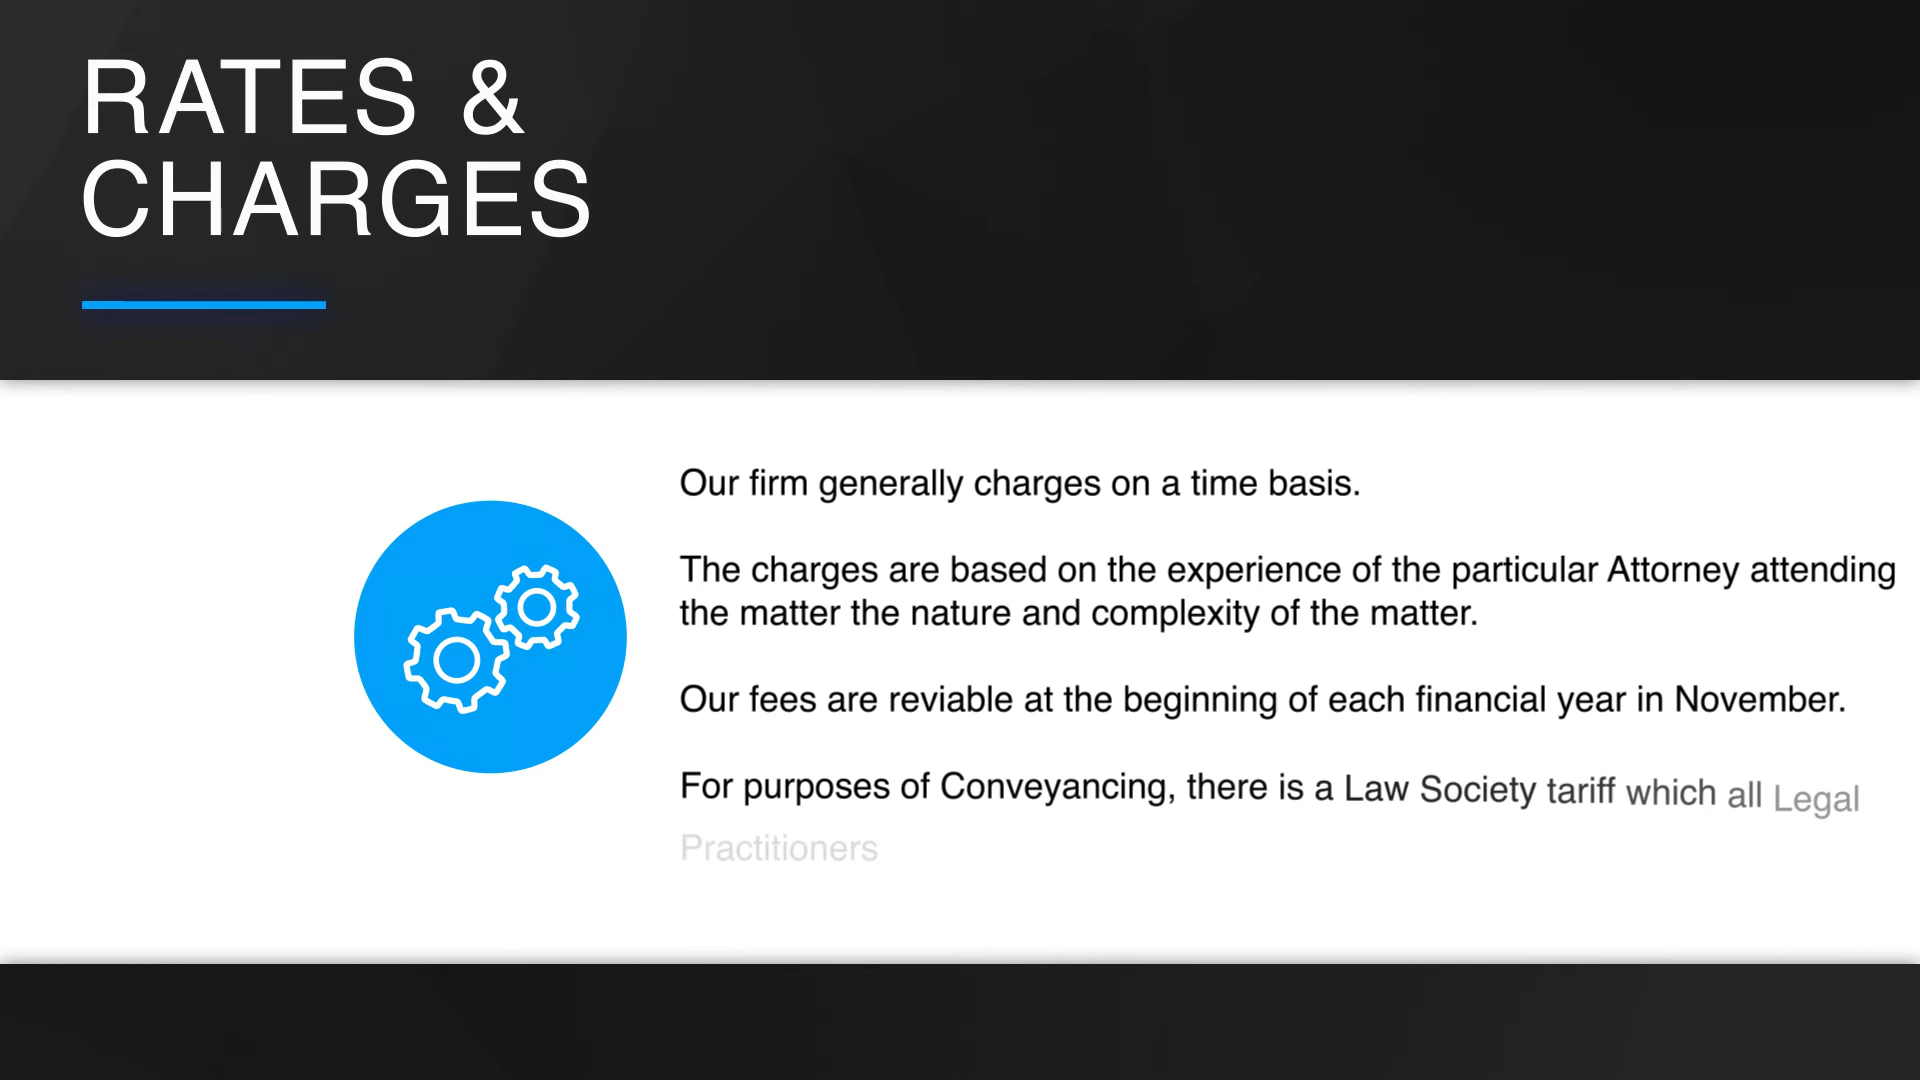 RATES &
CHARGES
Our firm generally charges on a time basis.
The charges are based on the experience of the particular Attorney attending
the matter the nature and complexity of the matter.
Our fees are reviable at the beginning of each financial year in November.
For purposes of Conveyancing, there is a Law Society tariff which all Legal
Practitioners